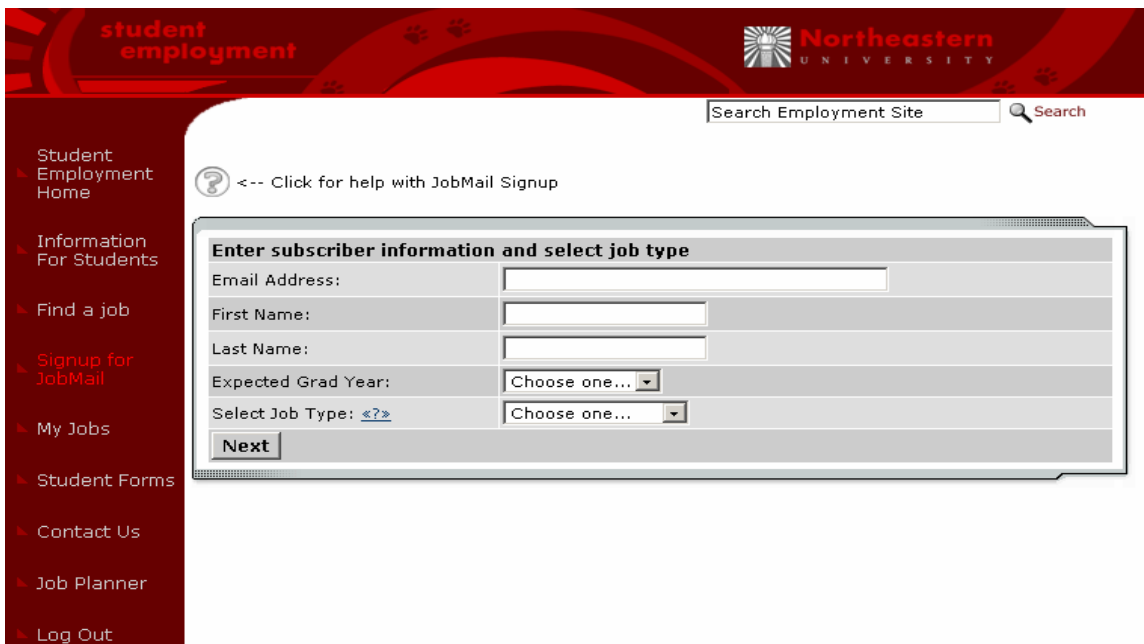 student
employment
Northeastern
UNIVERSITY
Search Employment Site
Search
Student
Employment
Home
Information
For Students
Find a job
Signup for
JobMail
My Jobs
Student Forms
Contact Us
Job Planner
Log Out
<-- Click for help with JobMail Signup
Enter subscriber information and select job type
Email Address:
First Name:
Last Name:
Expected Grad Year: Choose one...
Select Job Type: «?» Choose one...
Next